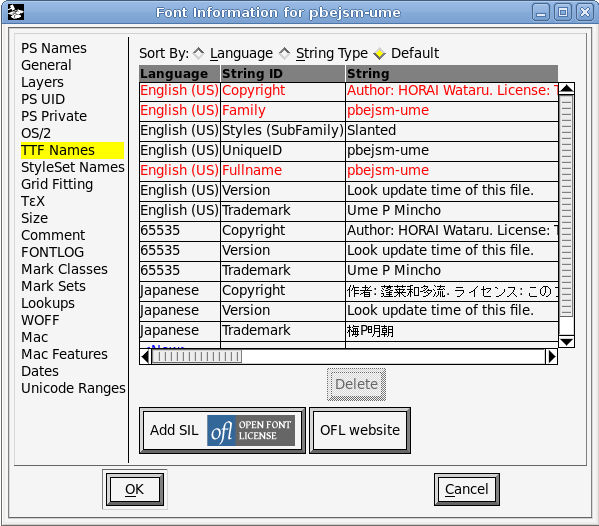 Font Information for pbejsm-ume
PS Names
General
Layers
PS UID
PS Private
OS/2
TTF Names
StyleSet Names
Grid Fitting
ΤεΧ
Size
Comment
FONTLOG
Mark Classes
Mark Sets
Lookups
WOFF
Mac
Mac Features
Dates
Unicode Ranges
Sort By: Language String Type Default
Language String ID String
English (US) Copyright Author: HORAI Wataru. License: T
English (US) Family pbejsm-ume
English (US) Styles (SubFamily) Slanted
English (US) UniqueID pbejsm-ume
English (US) Fullname pbejsm-ume
English (US) Version Look update time of this file.
English (US) Trademark Ume P Mincho
65535 Copyright Author: HORAI Wataru. License: T
65535 Version Look update time of this file.
65535 Trademark Ume P Mincho
Japanese Copyright 作者: 蓬莱和多流. ライセンス: この
Japanese Version Look update time of this file.
Japanese Trademark 梅P明朝
Delete
Add SIL ofl OPEN FONT
LICENSE
OFL website
OK
Cancel